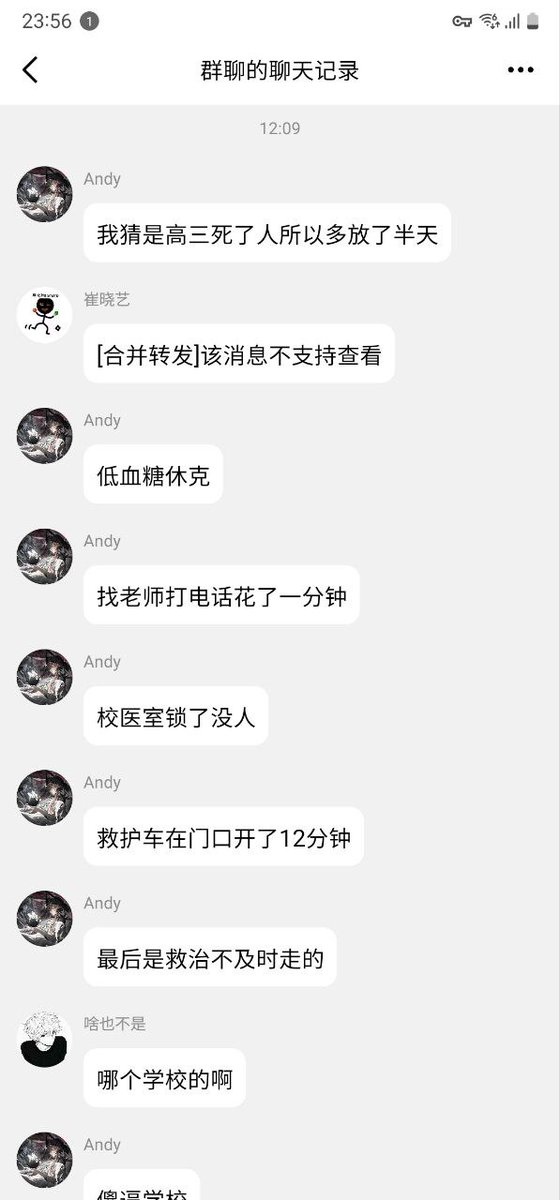 23:56 1
群聊的聊天记录
12:09
Andy
我猜是高三死了人所以多放了半天
崔晓艺
[合并转发]该消息不支持查看
Andy
低血糖休克
Andy
找老师打电话花了一分钟
Andy
校医室锁了没人
Andy
救护车在门口开了12分钟
Andy
最后是救治不及时走的
啥也不是
哪个学校的啊
Andy
傻逼学校